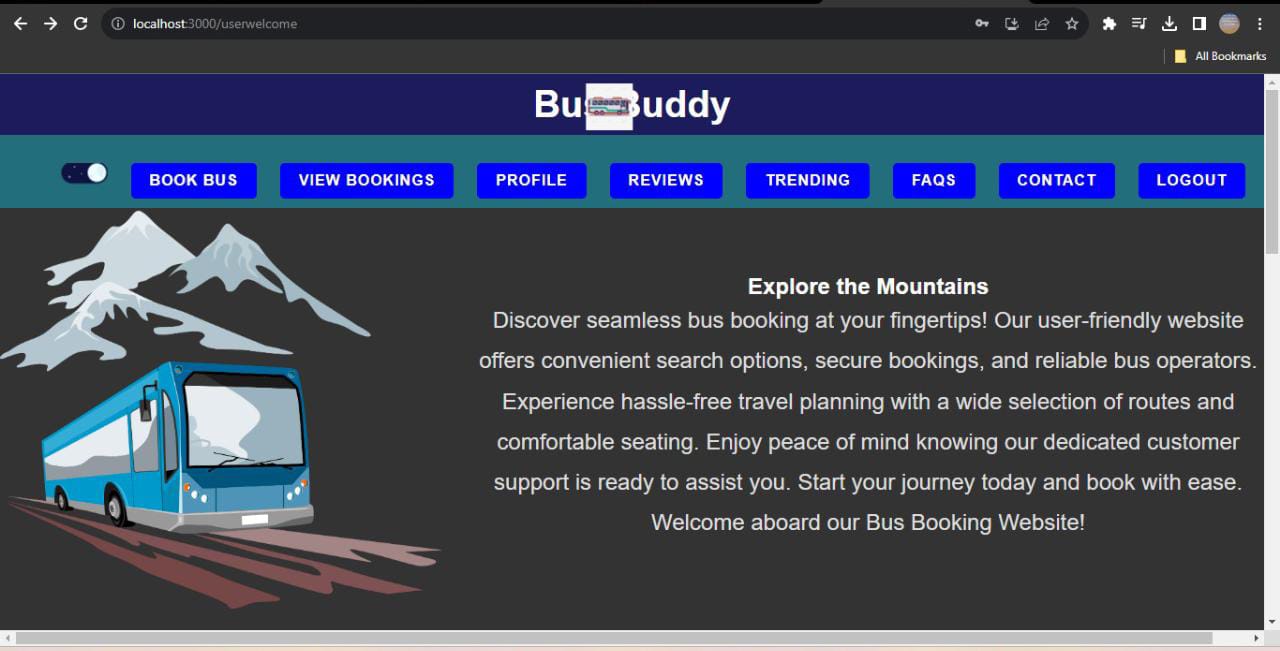 localhost:3000/userwelcome
All Bookmarks
Bus Buddy
BOOK BUS VIEW BOOKINGS PROFILE REVIEWS TRENDING FAQS CONTACT LOGOUT
Explore the Mountains
Discover seamless bus booking at your fingertips! Our user-friendly website
offers convenient search options, secure bookings, and reliable bus operators.
Experience hassle-free travel planning with a wide selection of routes and
comfortable seating. Enjoy peace of mind knowing our dedicated customer
support is ready to assist you. Start your journey today and book with ease.
Welcome aboard our Bus Booking Website!